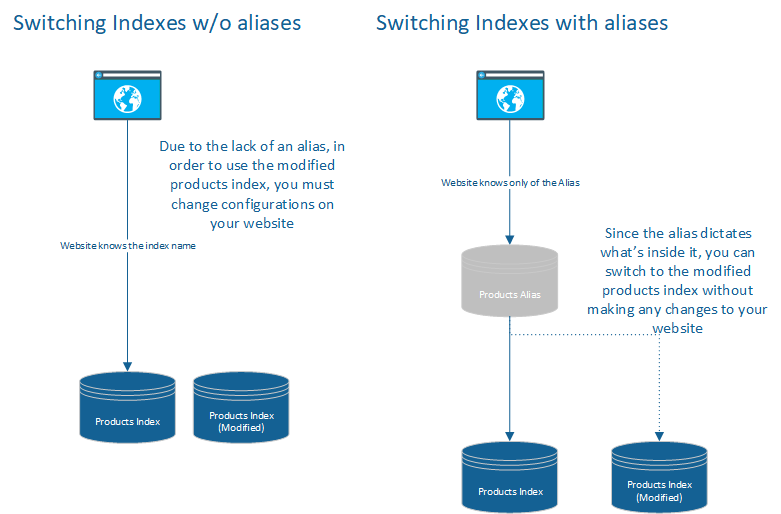 Switching Indexes w/o aliases
Due to the lack of an alias, in
order to use the modified
products index, you must
change configurations on
your website
Website knows the index name
Products Index
Products Index
(Modified)
Switching Indexes with aliases
Website knows only of the Alias
Since the alias dictates
what’s inside it, you can
switch to the modified
products index without
making any changes to your
website
Products Alias
Products Index
Products Index
(Modified)